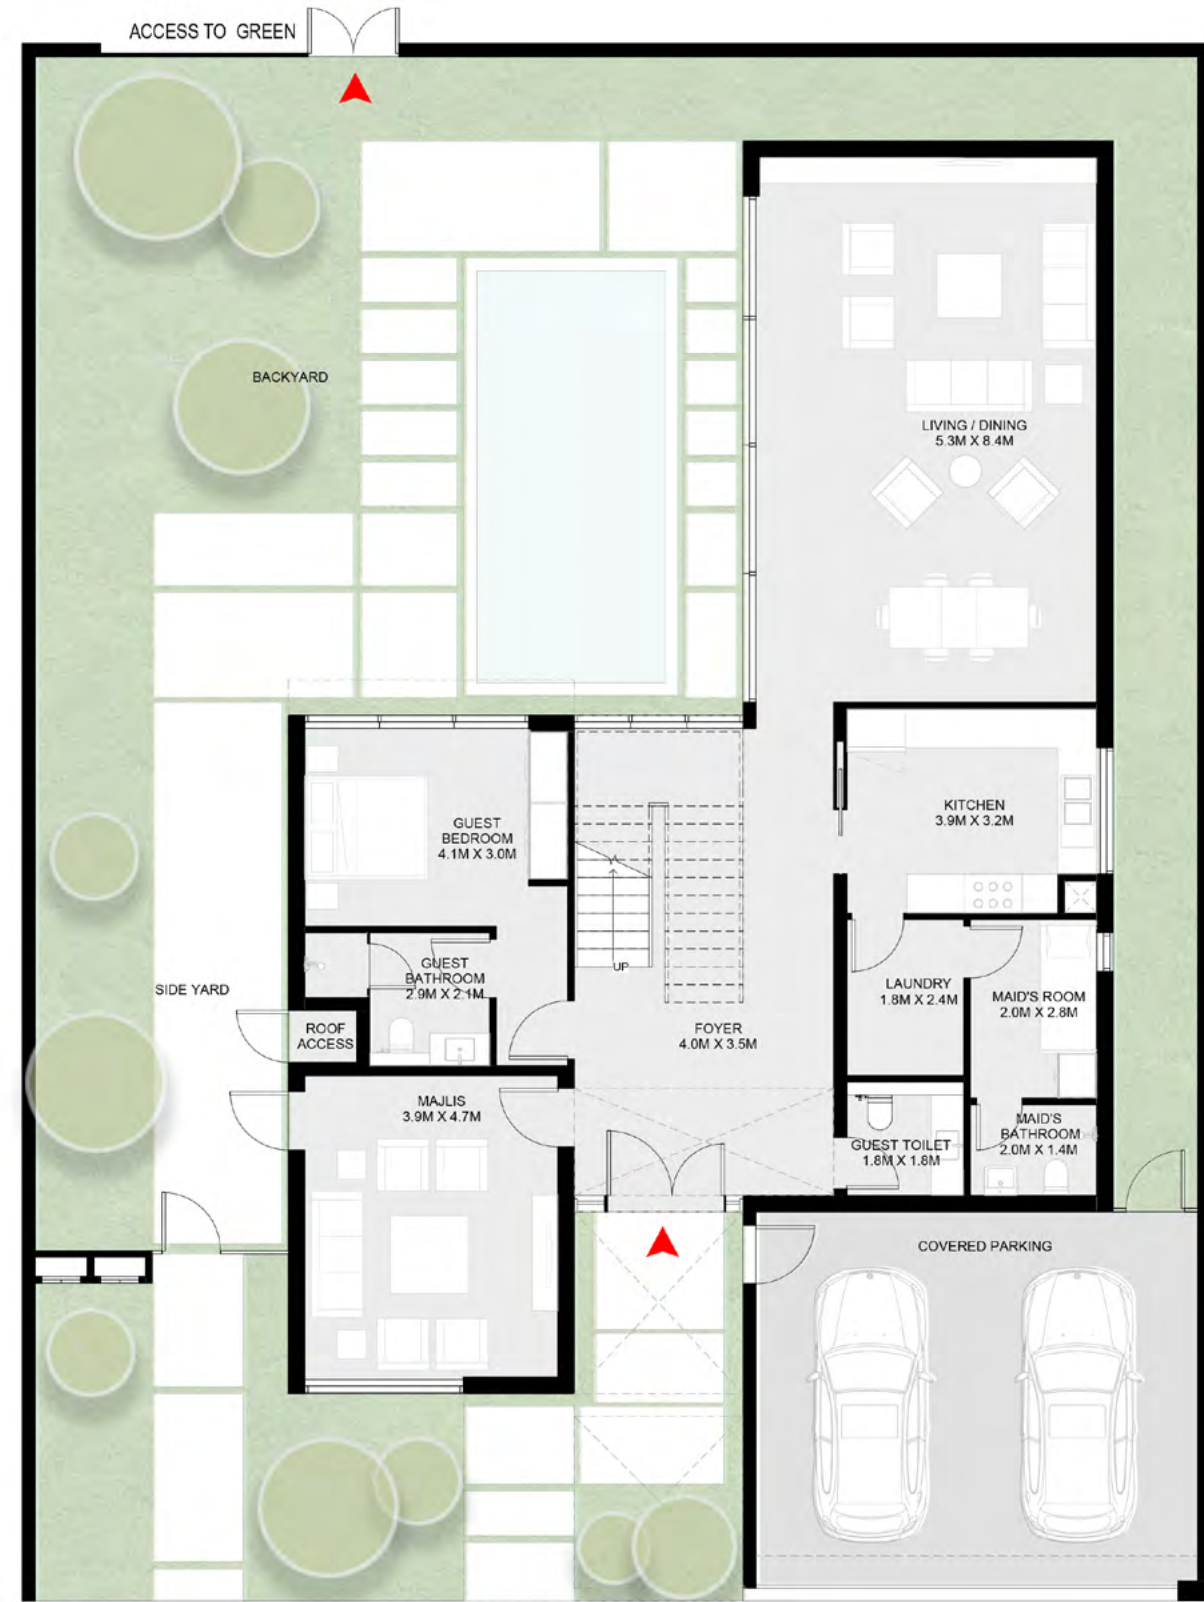 ACCESS TO GREEN
BACKYARD
LIVING / DINING
5.3M X 8.4M
KITCHEN
3.9M X 3.2M
GUEST
BEDROOM
4.1M X 3.0M
GUEST
BATHROOM
2.9M X 2.1M
UP
SIDE YARD
LAUNDRY
1.8M X 2.4M
MAID'S ROOM
2.0M X 2.8M
ROOF
ACCESS
FOYER
4.0M X 3.5M
MAJLIS
3.9M X 4.7M
GUEST TOILET
1.8M X 1.8M
MAID'S
BATHROOM
2.0M X 1.4M
COVERED PARKING